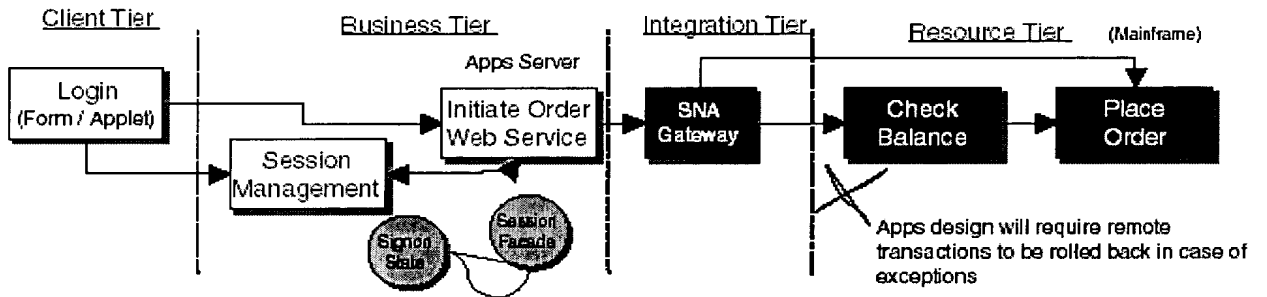 Client Tier
Business Tier
Integration Tier
Resource Tier
(Mainframe)
Apps Server
Login
(Form / Applet)
Initiate Order
Web Service
SNA
Gateway
Check
Balance
Place
Order
Session
Management
Signon
State
Session
Facade
Apps design will require remote
transactions to be rolled back in case of
exceptions